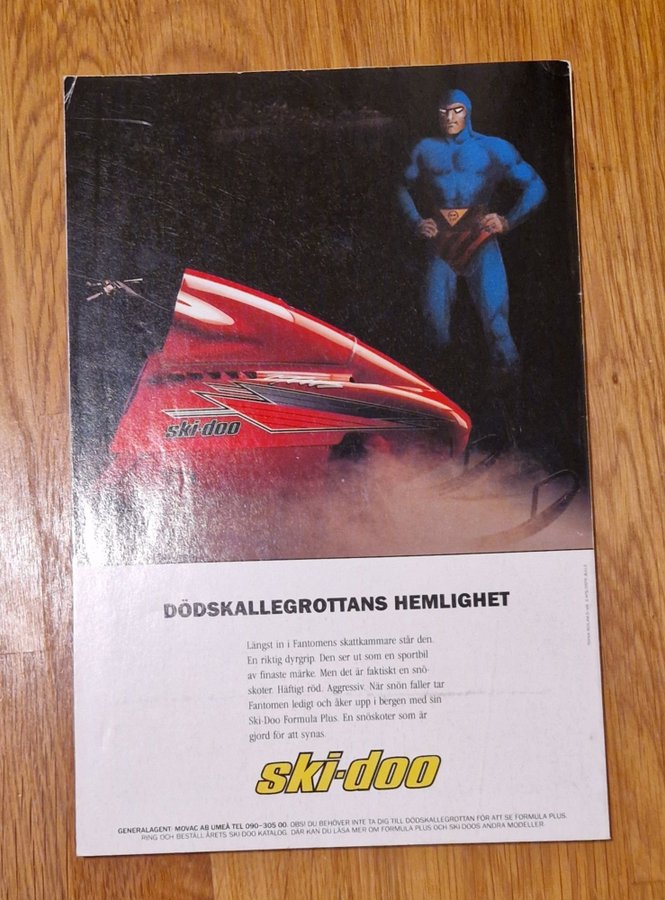 ski-doo
DÖDSKALLEGROTTANS HEMLIGHET
Längst in i Fantomens skattkammare står den.
En riktig dyrgrip. Den ser ut som en sportbil
av finaste märke. Men det är faktiskt en snö-
skoter. Häftigt röd. Aggressiv. När snön faller tar
Fantomen ledigt och åker upp i bergen med sin
Ski-Doo Formula Plus. En snöskoter som är
gjord för att synas.
ski-doo
GENERALAGENT: MOVAC AB UMEÅ TEL 090-305 00. OBS! DU BEHÖVER INTE TA DIG TILL DÖDSKALLEGROTTAN FÖR ATT SE FORMULA PLUS.
RING OCH BESTÄLL ÅRETS SKI-DOO KATALOG. DÄR KAN DU LÄSA MER OM FORMULA PLUS OCH SKI-DOOS ANDRA MODELLER.